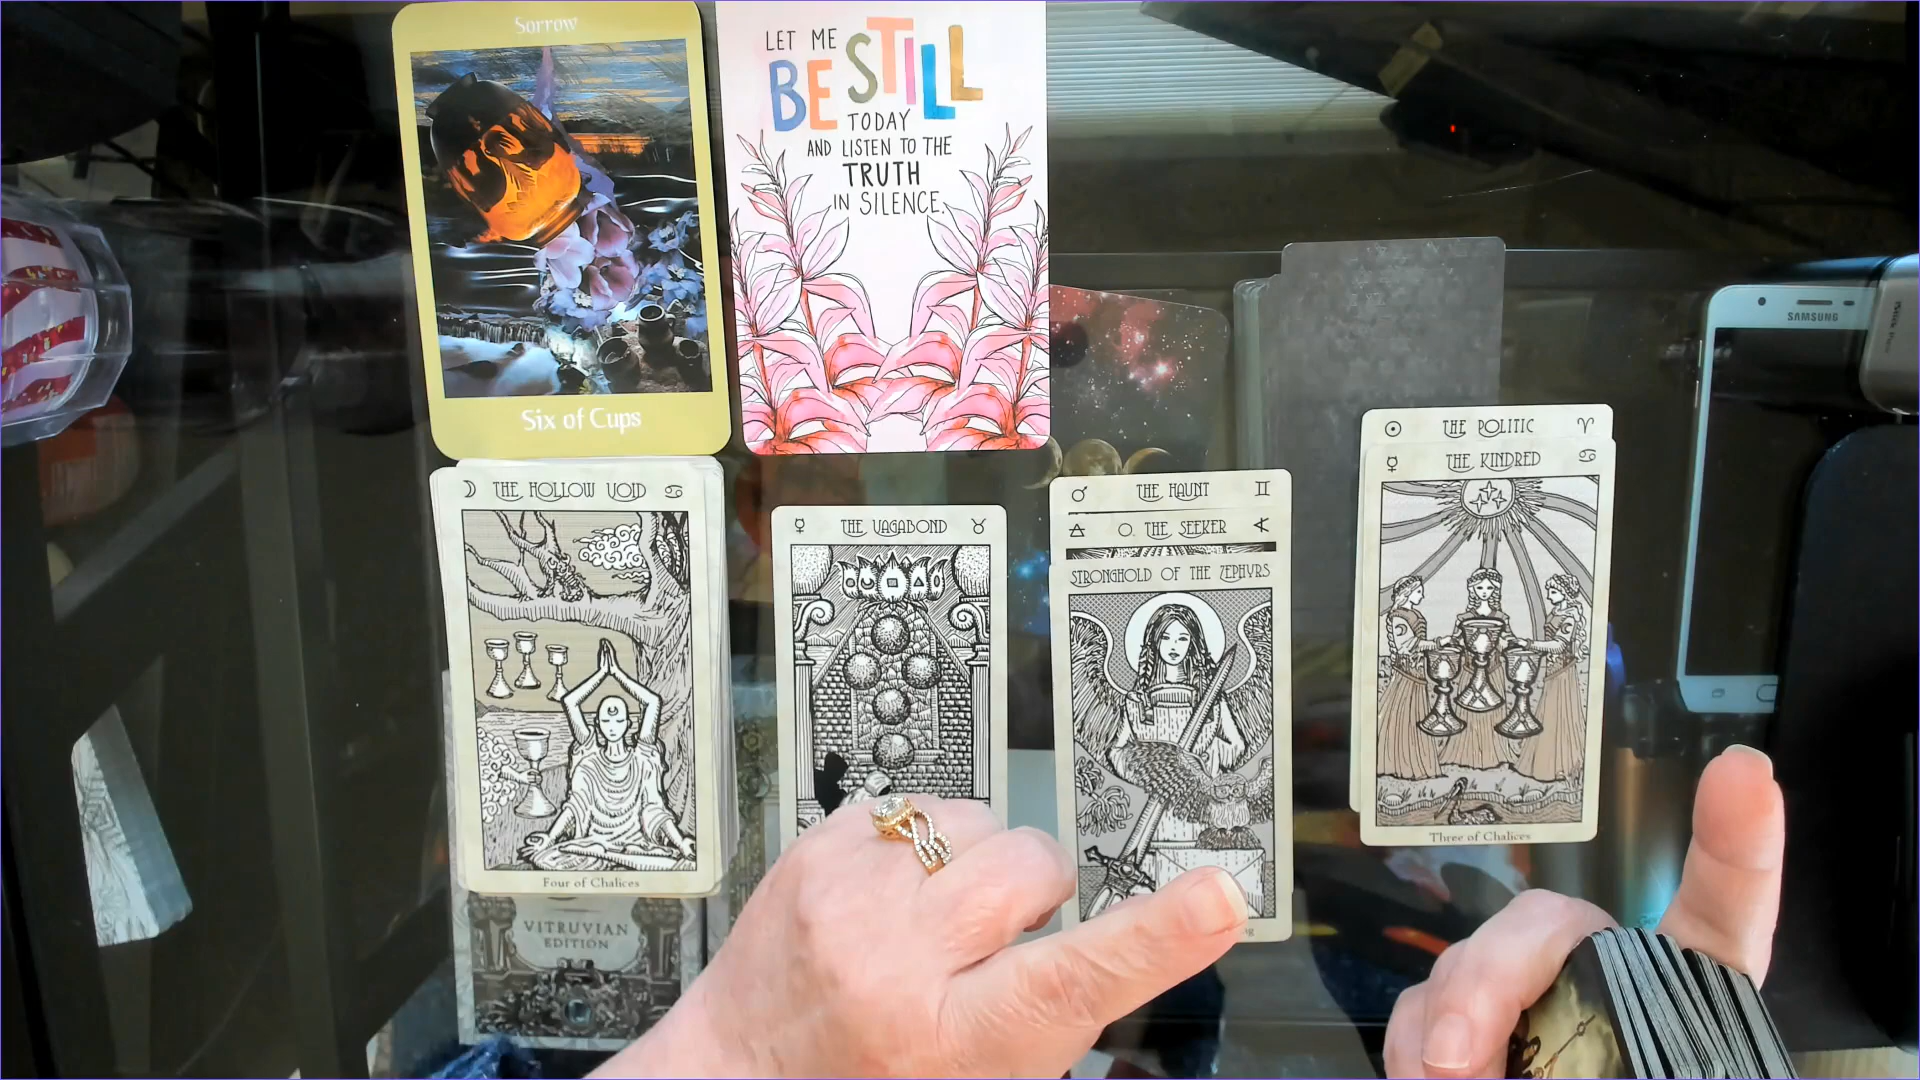 Sorrow
Six of Cups
LET ME
BE STILL
TODAY
AND LISTEN TO THE
TRUTH
IN SILENCE.
SAMSUNG
THE HOLLOW VOID
Four of Chalices
VITRUVIAN
EDITION
THE VAGABOND
THE HAUNT
O. THE SEEKER
STRONGHOLD OF THE ZEPHYRS
THE POLITIC
THE KINDRED
Three of Chalices